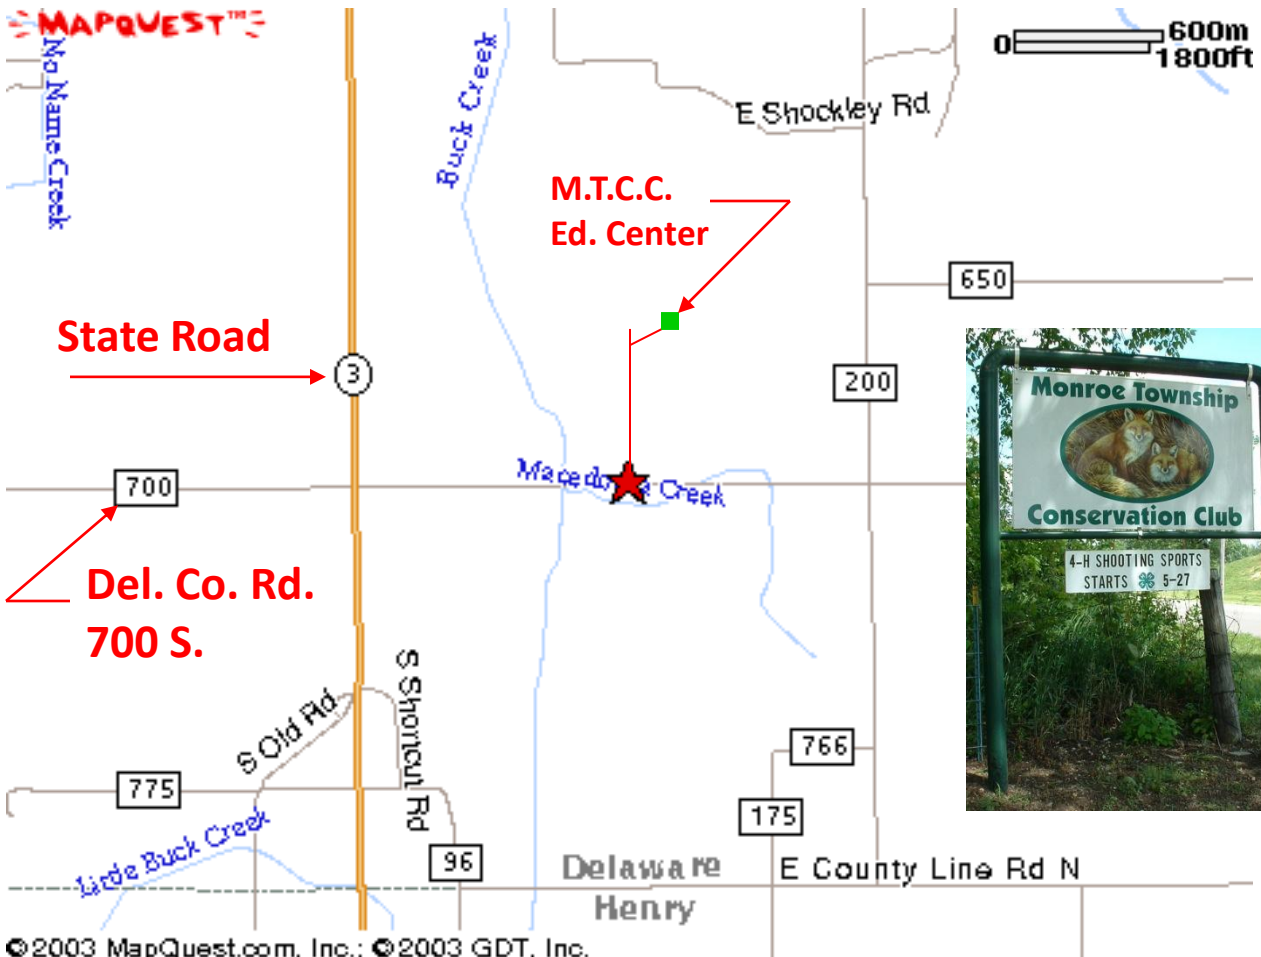 MAPQUEST™
600m
0
1800ft
No Name Creek
Buck Creek
E Shockley Rd
M.T.C.C.
Ed. Center
650
State Road
3
200
Monroe Township
Conservation Club
4-H SHOOTING SPORTS
STARTS 5-27
700
Macedo e Creek
Del. Co. Rd.
700 S.
S Old Rd
S Shortcut Rd
766
775
175
Little Buck Creek
96
Delaware
E County Line Rd N
Henry
©2003 MapQuest.com, Inc.; ©2003 GDT, Inc.